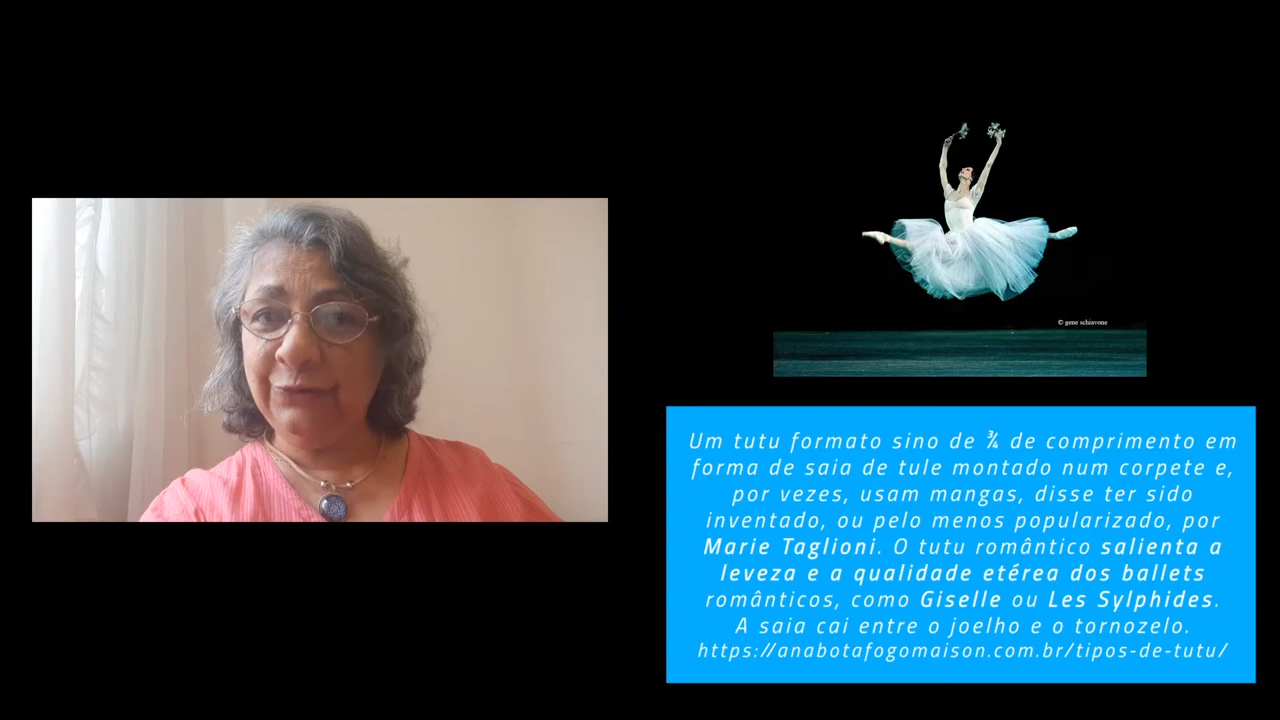 © gene schiavone
Um tutu formato sino de ¾ de comprimento em
forma de saia de tule montado num corpete e,
por vezes, usam mangas, disse ter sido
inventado, ou pelo menos popularizado, por
Marie Taglioni. O tutu romântico salienta a
leveza e a qualidade etérea dos ballets
românticos, como Giselle ou Les Sylphides.
A saia cai entre o joelho e o tornozelo.
https://anabotafogomaison.com.br/tipos-de-tutu/